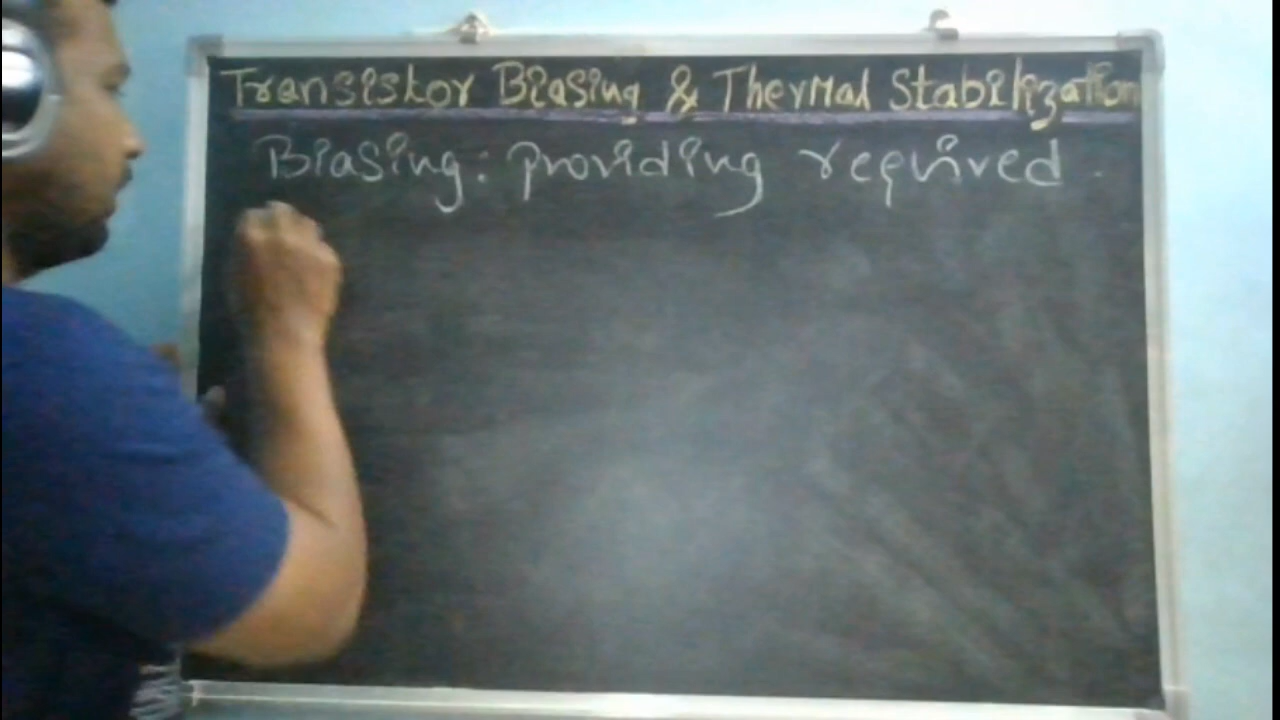 Transistor Biasing & Thermal Stabilization
Biasing: providing required